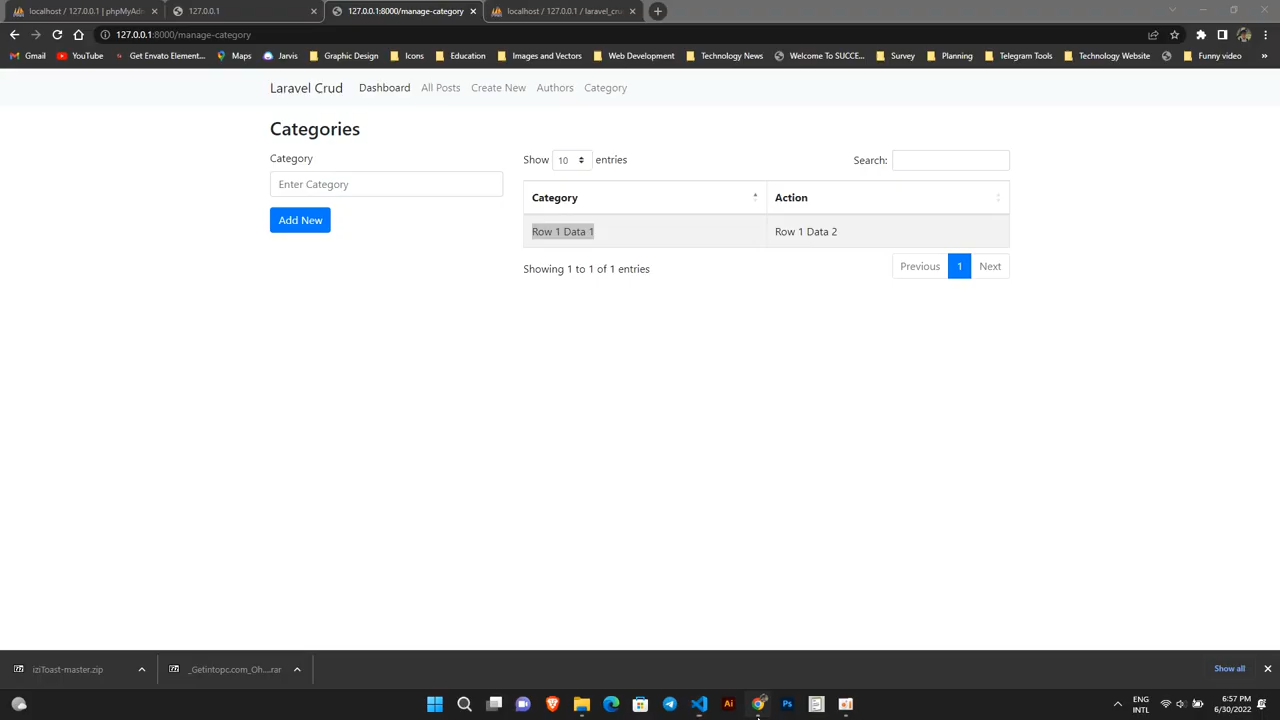 localhost / 127.0.0.1 | phpMyAdm
127.0.0.1
127.0.0.1:8000/manage-category
localhost / 127.0.0.1 / laravel_cru
127.0.0.1:8000/manage-category
Gmail
YouTube
Get Envato Element...
Maps
Jarvis
Graphic Design
Icons
Education
Images and Vectors
Web Development
Technology News
Welcome To SUCCE...
Survey
Planning
Telegram Tools
Technology Website
Funny video
»
Laravel Crud
Dashboard
All Posts
Create New
Authors
Category
Categories
Category
Enter Category
Add New
Show 10 entries
Search:
Category
Action
Row 1 Data 1
Row 1 Data 2
Showing 1 to 1 of 1 entries
Previous
1
Next
iziToast-master.zip
_Getintopc.com_Oh....rar
Show all
Ai
Ps
ENG
INTL
6:57 PM
6/30/2022